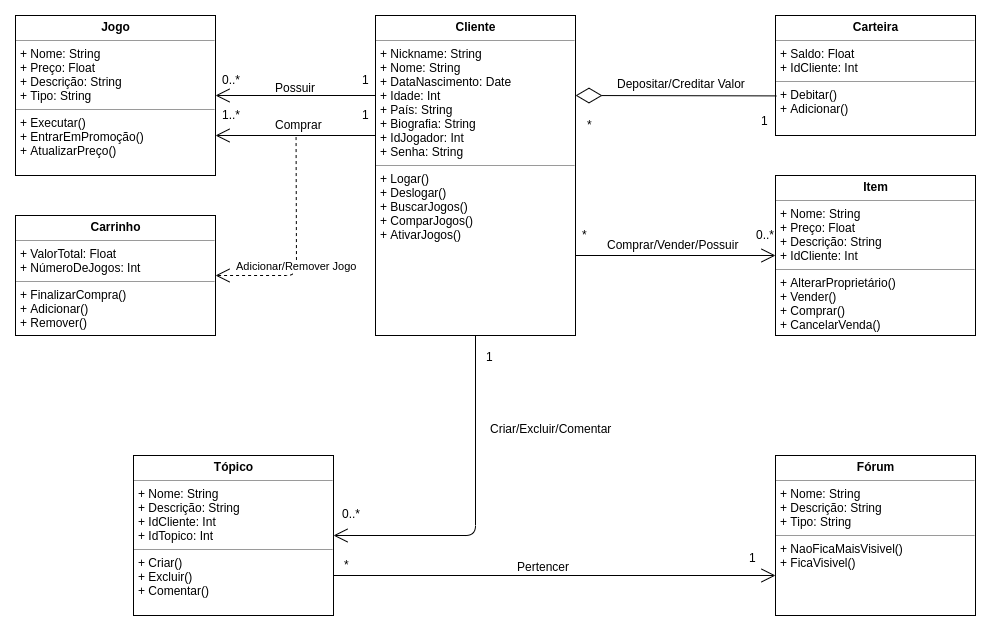 Jogo
+ Nome: String
+ Preço: Float
+ Descrição: String
+ Tipo: String
+ Executar()
+ EntrarEmPromoção()
+ AtualizarPreço()
0..*
Possuir
1
1..*
Comprar
1
Cliente
+ Nickname: String
+ Nome: String
+ DataNascimento: Date
+ Idade: Int
+ País: String
+ Biografia: String
+ IdJogador: Int
+ Senha: String
+ Logar()
+ Deslogar()
+ BuscarJogos()
+ ComparJogos()
+ AtivarJogos()
Depositar/Creditar Valor
*
1
Carteira
+ Saldo: Float
+ IdCliente: Int
+ Debitar()
+ Adicionar()
Carrinho
+ ValorTotal: Float
+ NúmeroDeJogos: Int
+ FinalizarCompra()
+ Adicionar()
+ Remover()
Adicionar/Remover Jogo
*
Comprar/Vender/Possuir
0..*
Item
+ Nome: String
+ Preço: Float
+ Descrição: String
+ IdCliente: Int
+ AlterarProprietário()
+ Vender()
+ Comprar()
+ CancelarVenda()
1
Criar/Excluir/Comentar
0..*
Tópico
+ Nome: String
+ Descrição: String
+ IdCliente: Int
+ IdTopico: Int
+ Criar()
+ Excluir()
+ Comentar()
*
Pertencer
1
Fórum
+ Nome: String
+ Descrição: String
+ Tipo: String
+ NaoFicaMaisVisivel()
+ FicaVisivel()